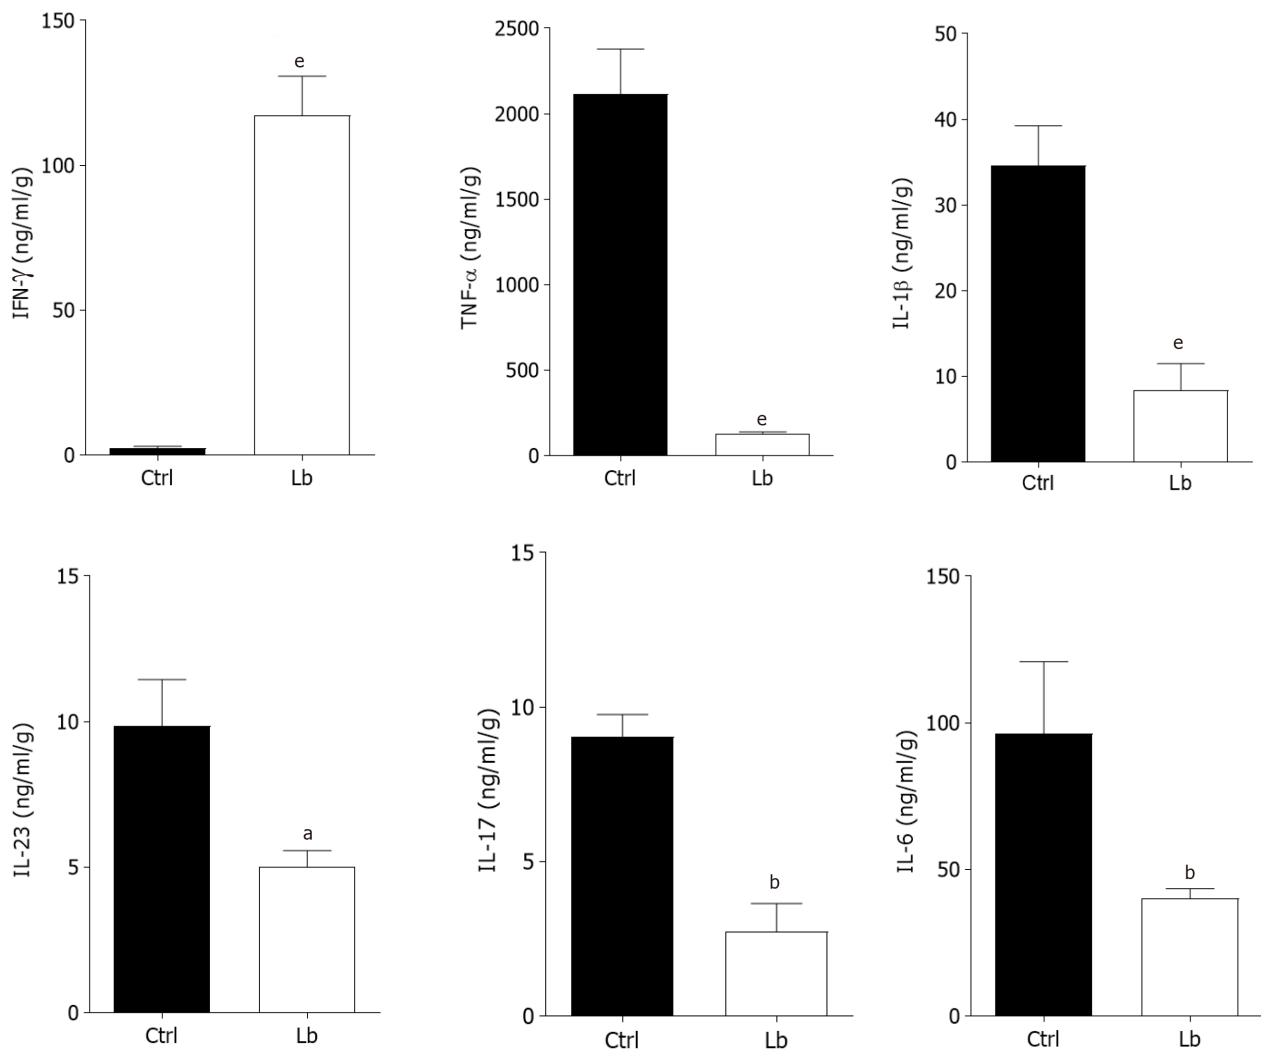 150
100
50
0
IFN-γ (ng/ml/g)
e
Ctrl
Lb
2500
2000
1500
1000
500
0
TNF-α (ng/ml/g)
e
Ctrl
Lb
50
40
30
20
10
0
IL-1β (ng/ml/g)
e
Ctrl
Lb
15
10
5
0
IL-23 (ng/ml/g)
a
Ctrl
Lb
15
10
5
0
IL-17 (ng/ml/g)
b
Ctrl
Lb
150
100
50
0
IL-6 (ng/ml/g)
b
Ctrl
Lb